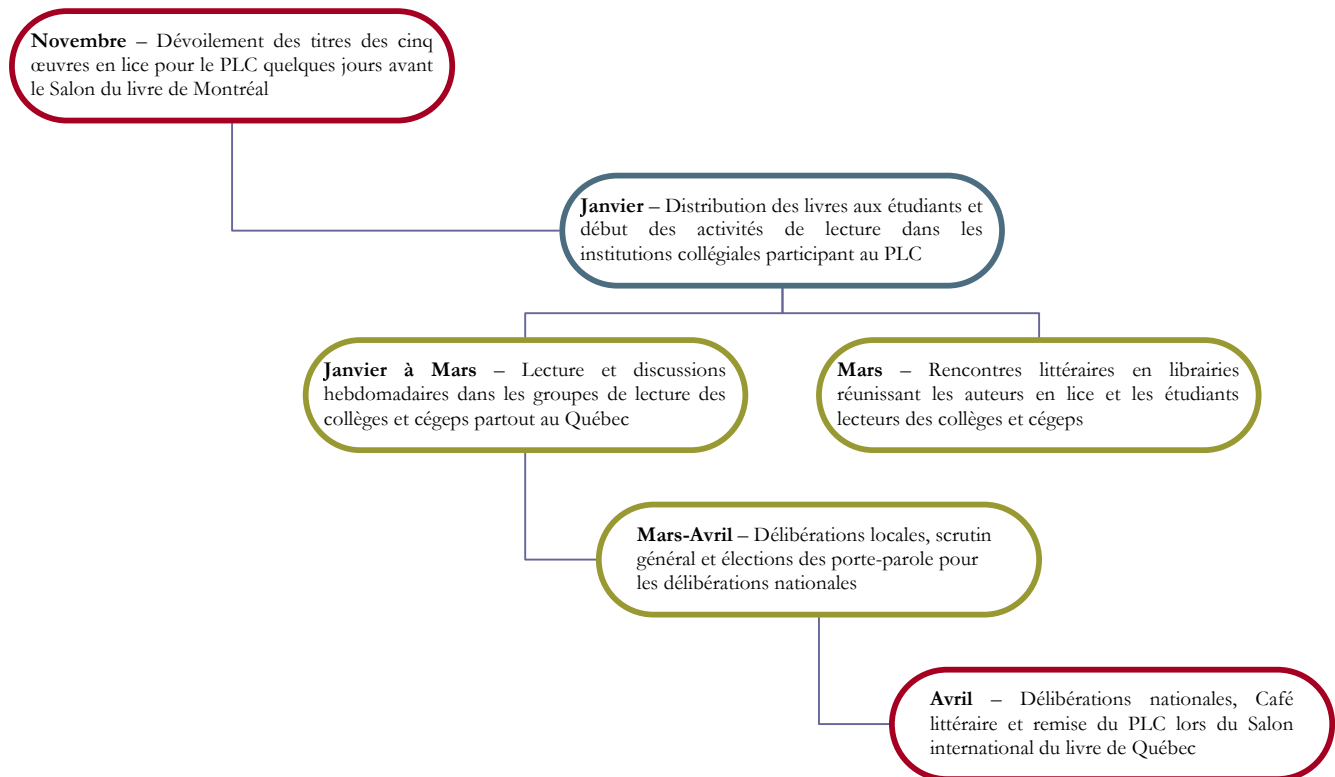 Novembre – Dévoilement des titres des cinq
œuvres en lice pour le PLC quelques jours avant
le Salon du livre de Montréal
Janvier – Distribution des livres aux étudiants et
début des activités de lecture dans les
institutions collégiales participant au PLC
Janvier à Mars – Lecture et discussions
hebdomadaires dans les groupes de lecture des
collèges et cégeps partout au Québec
Mars – Rencontres littéraires en librairies
réunissant les auteurs en lice et les étudiants
lecteurs des collèges et cégeps
Mars-Avril – Délibérations locales, scrutin
général et élections des porte-parole pour
les délibérations nationales
Avril – Délibérations nationales, Café
littéraire et remise du PLC lors du Salon
international du livre de Québec